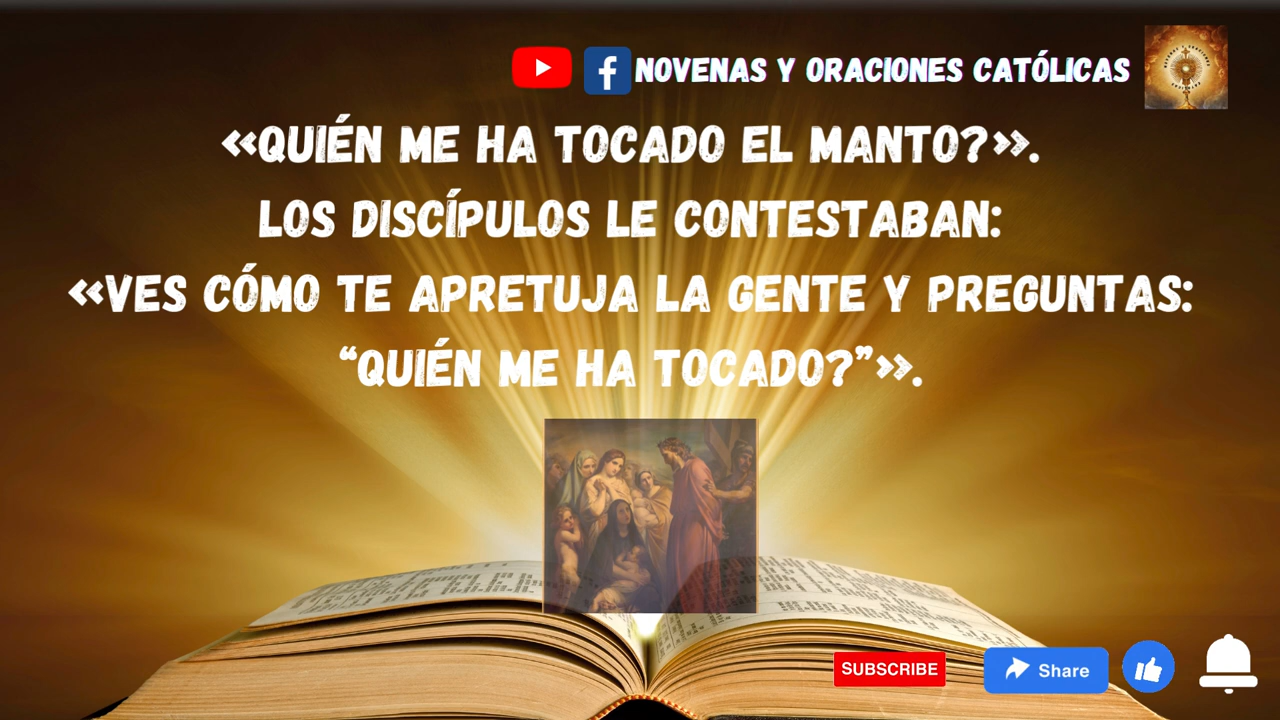 NOVENAS Y ORACIONES CATÓLICAS
«QUIÉN ME HA TOCADO EL MANTO?».
LOS DISCÍPULOS LE CONTESTABAN:
«VES CÓMO TE APRETUJA LA GENTE Y PREGUNTAS:
“QUIÉN ME HA TOCADO?”».
SUBSCRIBE
Share